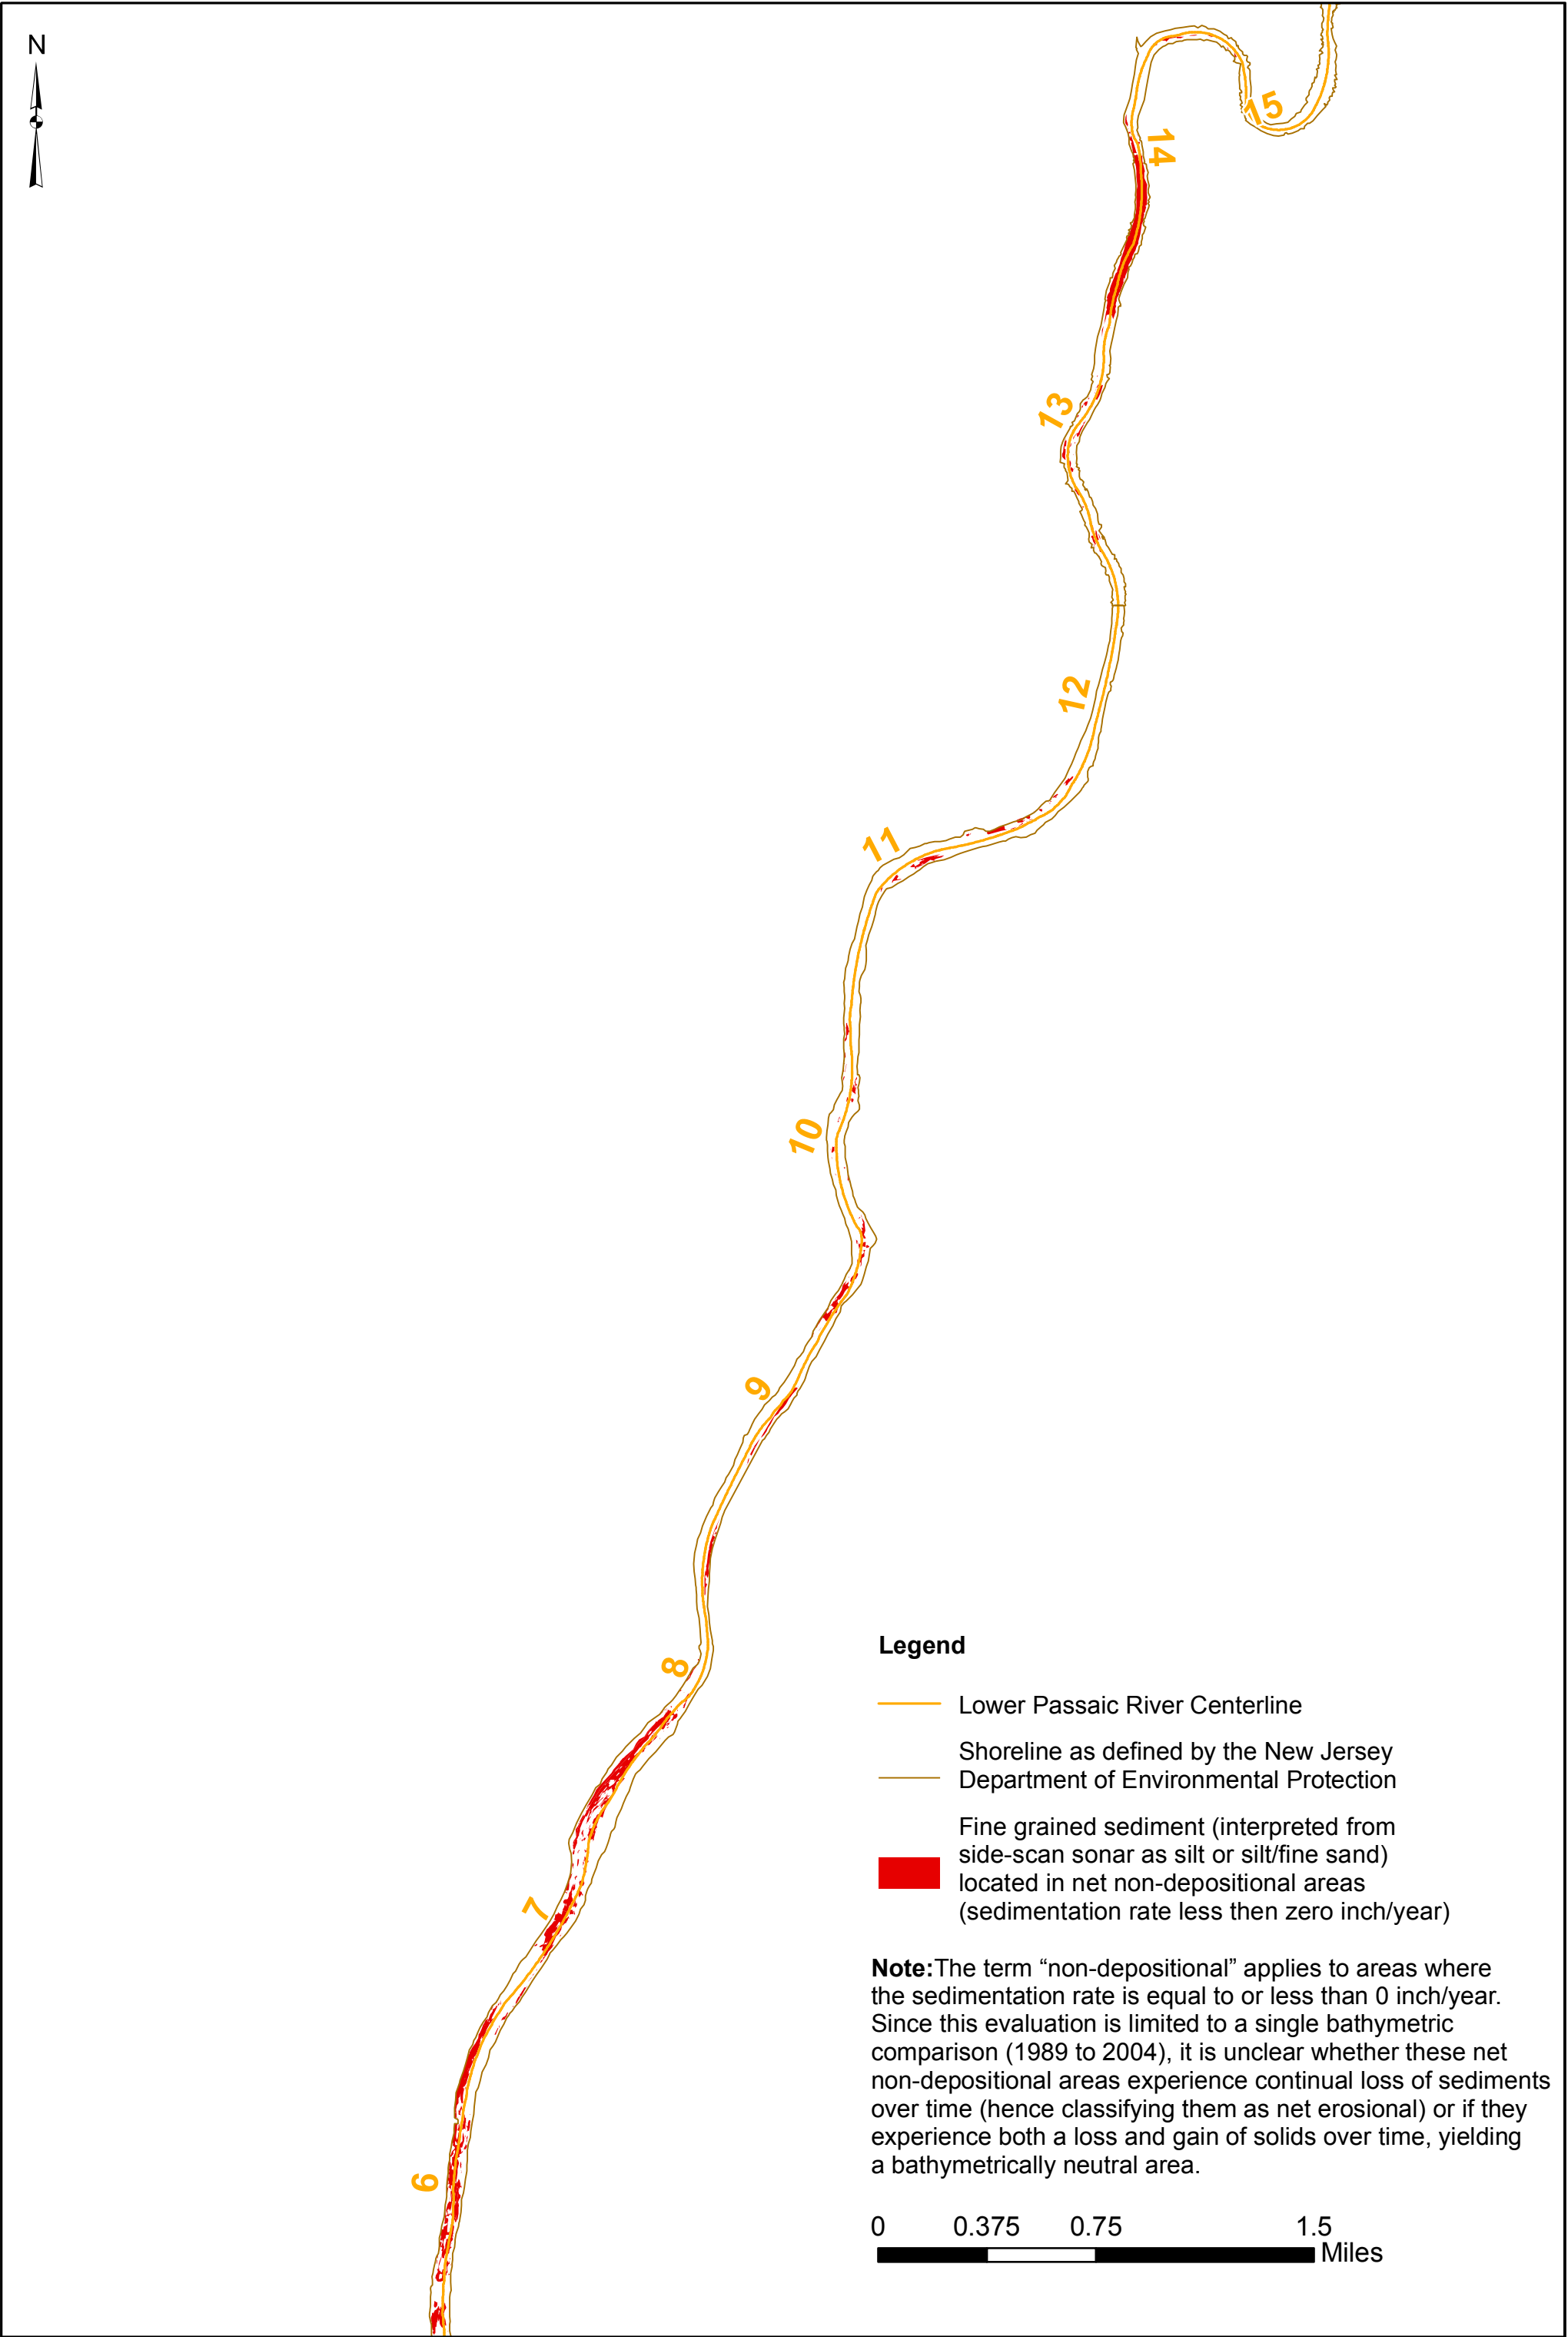 N
15
14
13
12
11
10
9
8
7
6
Legend
Lower Passaic River Centerline
Shoreline as defined by the New Jersey
Department of Environmental Protection
Fine grained sediment (interpreted from
side-scan sonar as silt or silt/fine sand)
located in net non-depositional areas
(sedimentation rate less then zero inch/year)
Note:The term “non-depositional” applies to areas where
the sedimentation rate is equal to or less than 0 inch/year.
Since this evaluation is limited to a single bathymetric
comparison (1989 to 2004), it is unclear whether these net
non-depositional areas experience continual loss of sediments
over time (hence classifying them as net erosional) or if they
experience both a loss and gain of solids over time, yielding
a bathymetrically neutral area.
0 0.375 0.75 1.5
Miles